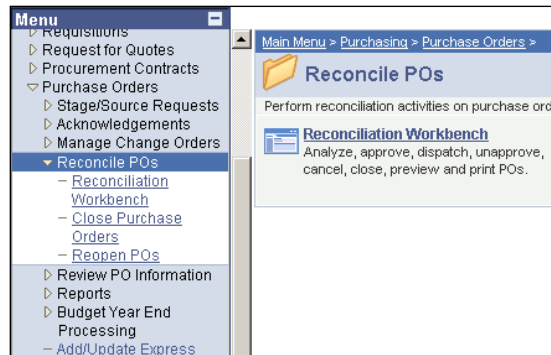 Menu
Requisitions
Request for Quotes
Procurement Contracts
Purchase Orders
Stage/Source Requests
Acknowledgements
Manage Change Orders
Reconcile POs
– Reconciliation
Workbench
– Close Purchase
Orders
– Reopen POs
Review PO Information
Reports
Budget Year End
Processing
– Add/Update Express
Main Menu > Purchasing > Purchase Orders >
Reconcile POs
Perform reconciliation activities on purchase ord
Reconciliation Workbench
Analyze, approve, dispatch, unapprove,
cancel, close, preview and print POs.